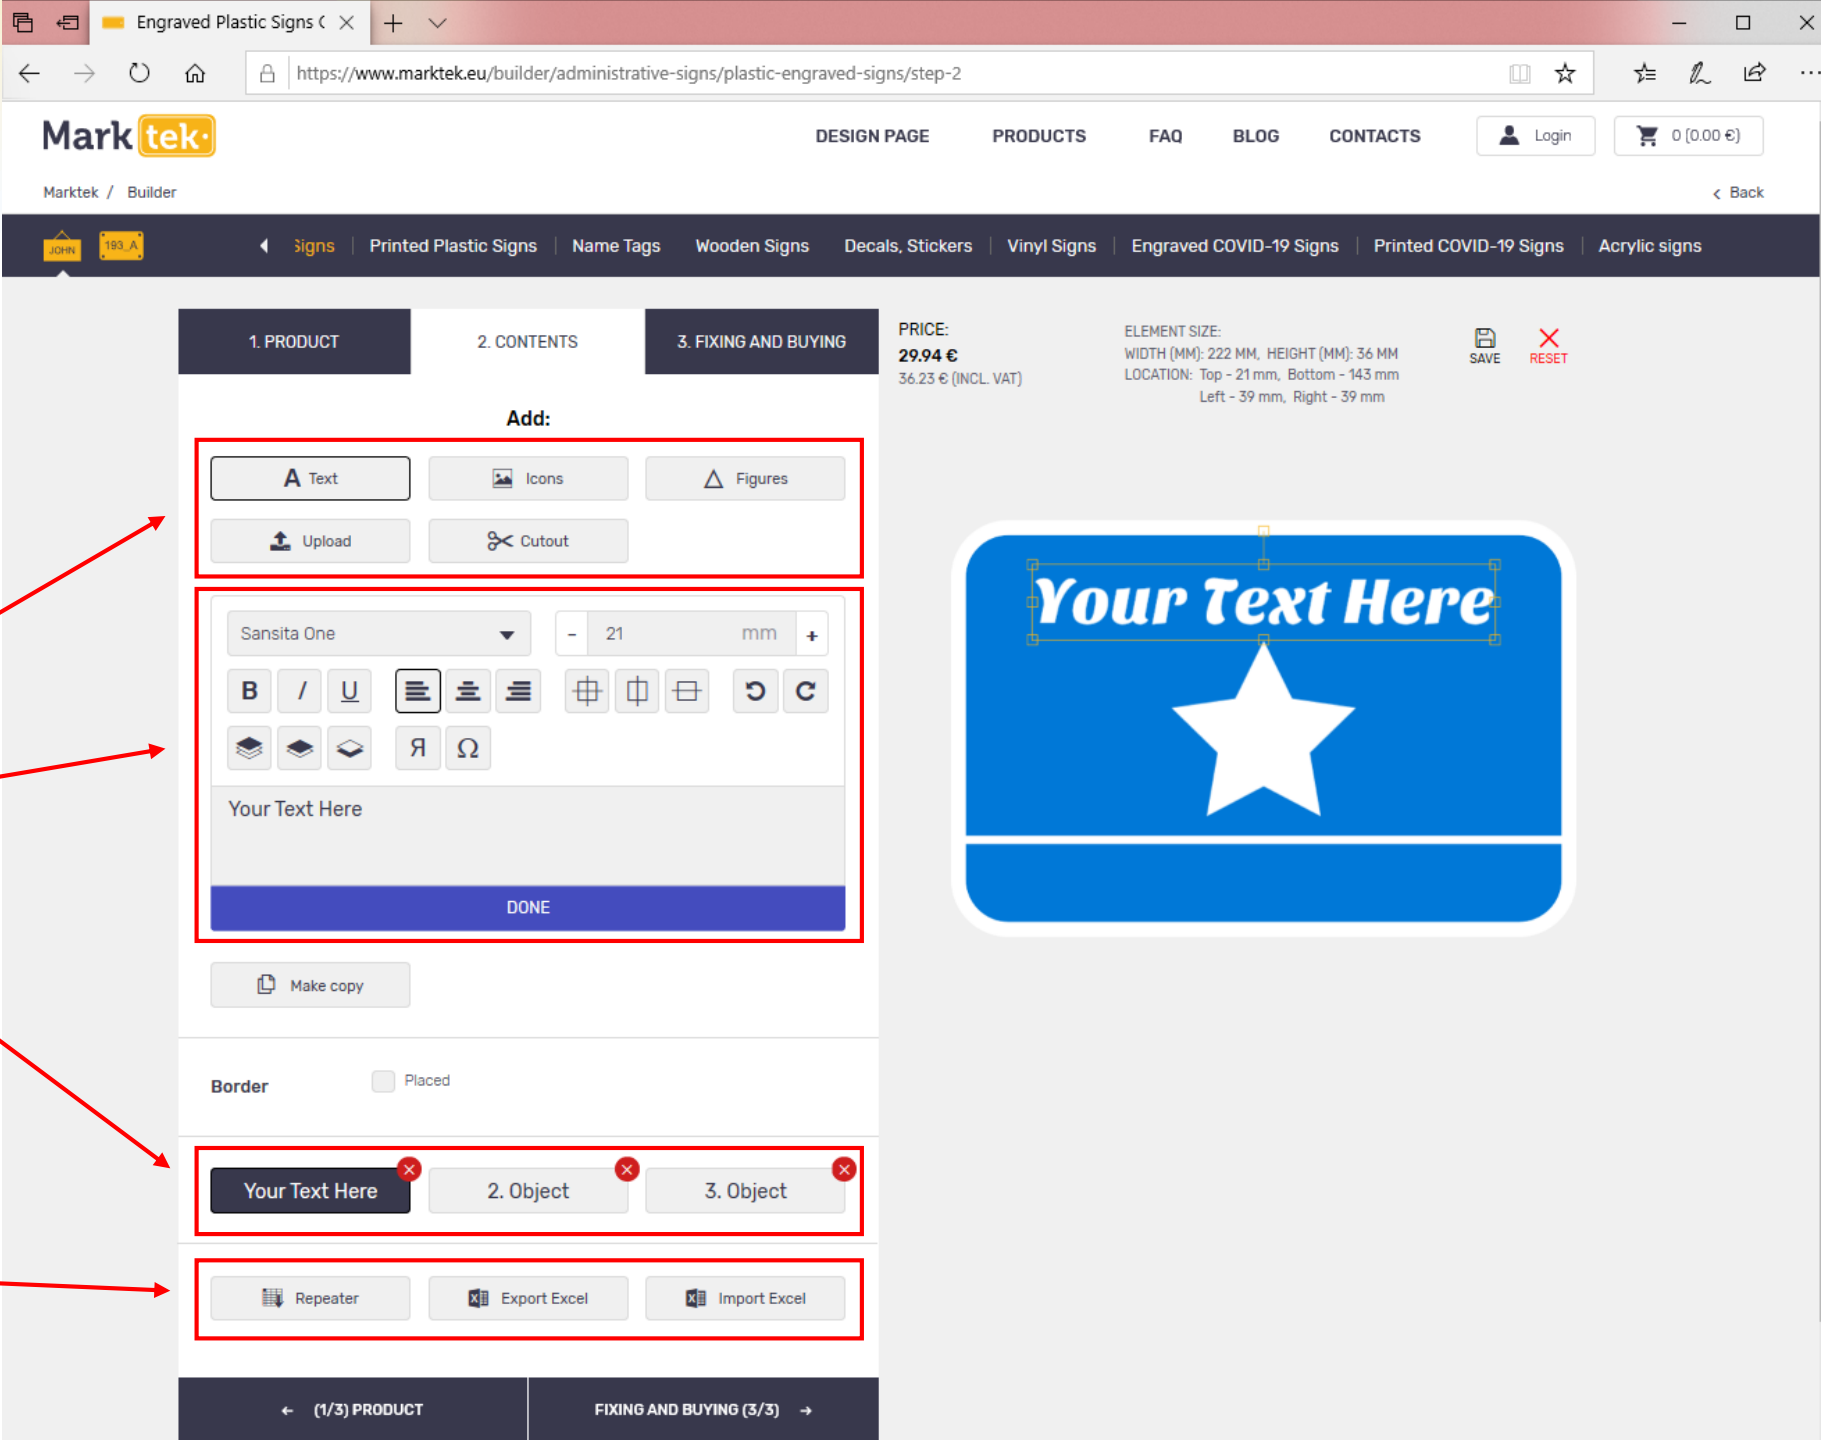 Engraved Plastic Signs (
https://www.marktek.eu/builder/administrative-signs/plastic-engraved-signs/step-2
Mark tek·
DESIGN PAGE PRODUCTS FAQ BLOG CONTACTS Login 0 (0.00 €)
Marktek / Builder < Back
JOHN 193_A Signs Printed Plastic Signs Name Tags Wooden Signs Decals, Stickers Vinyl Signs Engraved COVID-19 Signs Printed COVID-19 Signs Acrylic signs
1. PRODUCT 2. CONTENTS 3. FIXING AND BUYING
PRICE:
29.94 €
36.23 € (INCL. VAT)
ELEMENT SIZE:
WIDTH (MM): 222 MM, HEIGHT (MM): 36 MM
LOCATION: Top - 21 mm, Bottom - 143 mm
Left - 39 mm, Right - 39 mm
SAVE RESET
Add:
A Text Icons Figures
Upload Cutout
Sansita One - 21 mm +
B / U
Я Ω
Your Text Here
DONE
Your Text Here
Make copy
Border Placed
Your Text Here 2. Object 3. Object
Repeater Export Excel Import Excel
← (1/3) PRODUCT FIXING AND BUYING (3/3) →